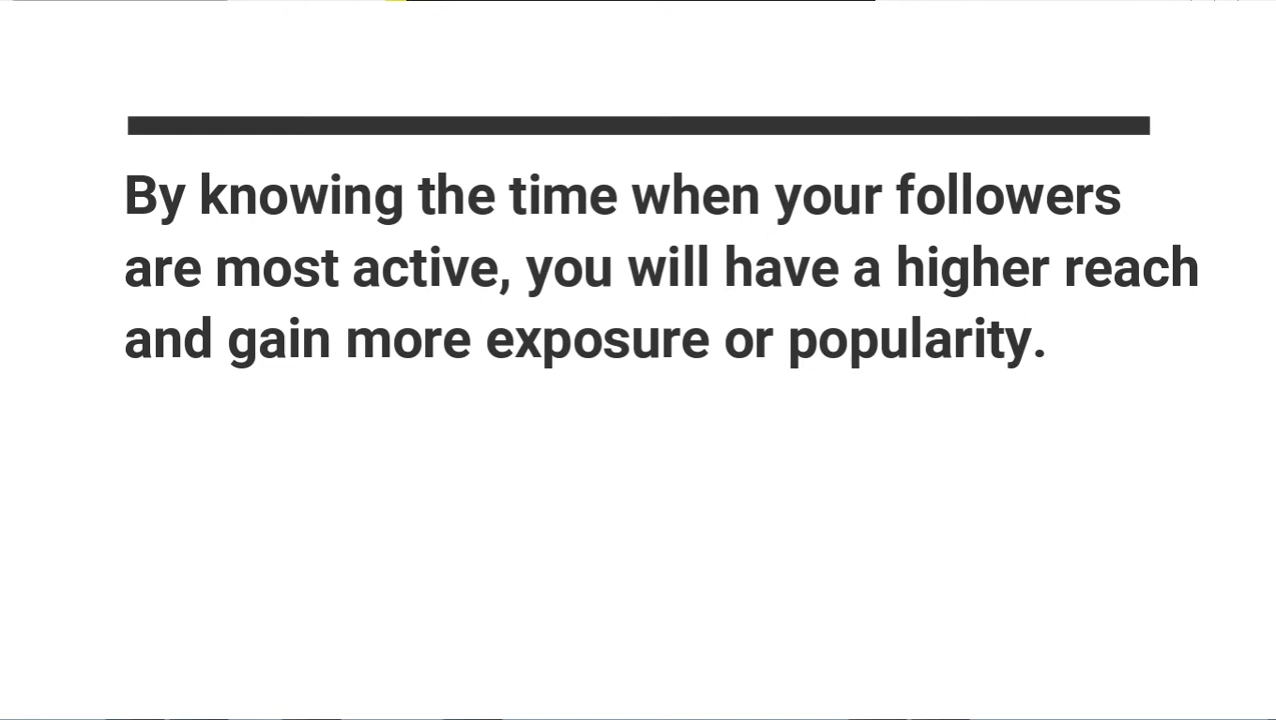 By knowing the time when your followers
are most active, you will have a higher reach
and gain more exposure or popularity.